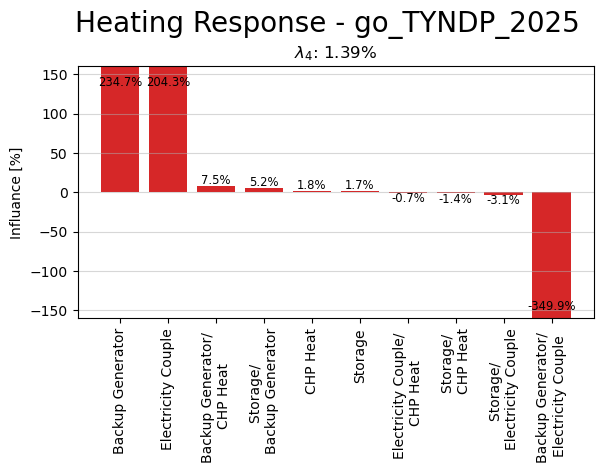 Heating Response - go_TYNDP_2025
λ₄: 1.39%
Influance [%]
150
100
50
0
−50
−100
−150
234.7%
204.3%
7.5%
5.2%
1.8%
1.7%
-0.7%
-1.4%
-3.1%
-349.9%
Backup Generator
Electricity Couple
Backup Generator/
CHP Heat
Storage/
Backup Generator
CHP Heat
Storage
Electricity Couple/
CHP Heat
Storage/
CHP Heat
Storage/
Electricity Couple
Backup Generator/
Electricity Couple